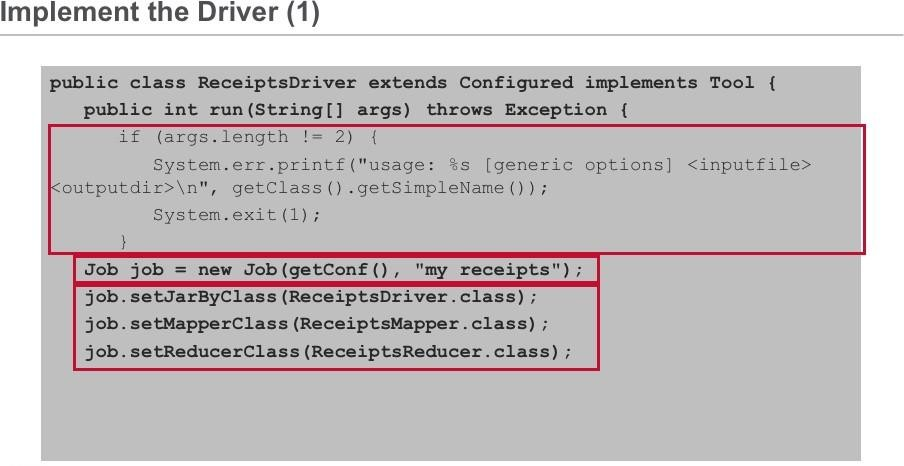 Implement the Driver (1)
public class ReceiptsDriver extends Configured implements Tool {
public int run(String[] args) throws Exception {
if (args.length != 2) {
System.err.printf("usage: %s [generic options] <inputfile>
<outputdir>\n", getClass().getSimpleName());
System.exit(1);
}
Job job = new Job(getConf(), "my receipts");
job.setJarByClass(ReceiptsDriver.class);
job.setMapperClass(ReceiptsMapper.class);
job.setReducerClass(ReceiptsReducer.class);